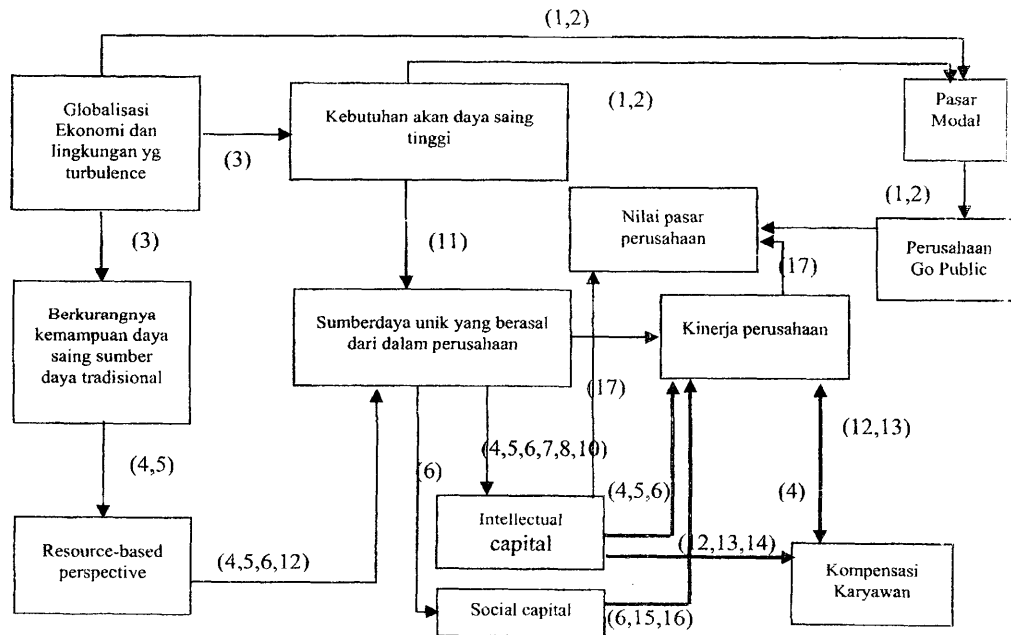 (1,2)
Globalisasi
Ekonomi dan
lingkungan yg
turbulence
(3)
Kebutuhan akan daya saing
tinggi
(1,2)
Pasar
Modal
(1,2)
(3)
(11)
Nilai pasar
perusahaan
Perusahaan
Go Public
(17)
Berkurangnya
kemampuan daya
saing sumber
daya tradisional
Sumberdaya unik yang berasal
dari dalam perusahaan
Kinerja perusahaan
(17)
(4,5)
(6)
(4,5,6,7,8,10)
(12,13)
(4,5,6)
(4)
Resource-based
perspective
(4,5,6,12)
Intellectual
capital
(12,13,14)
Kompensasi
Karyawan
Social capital
(6,15,16)